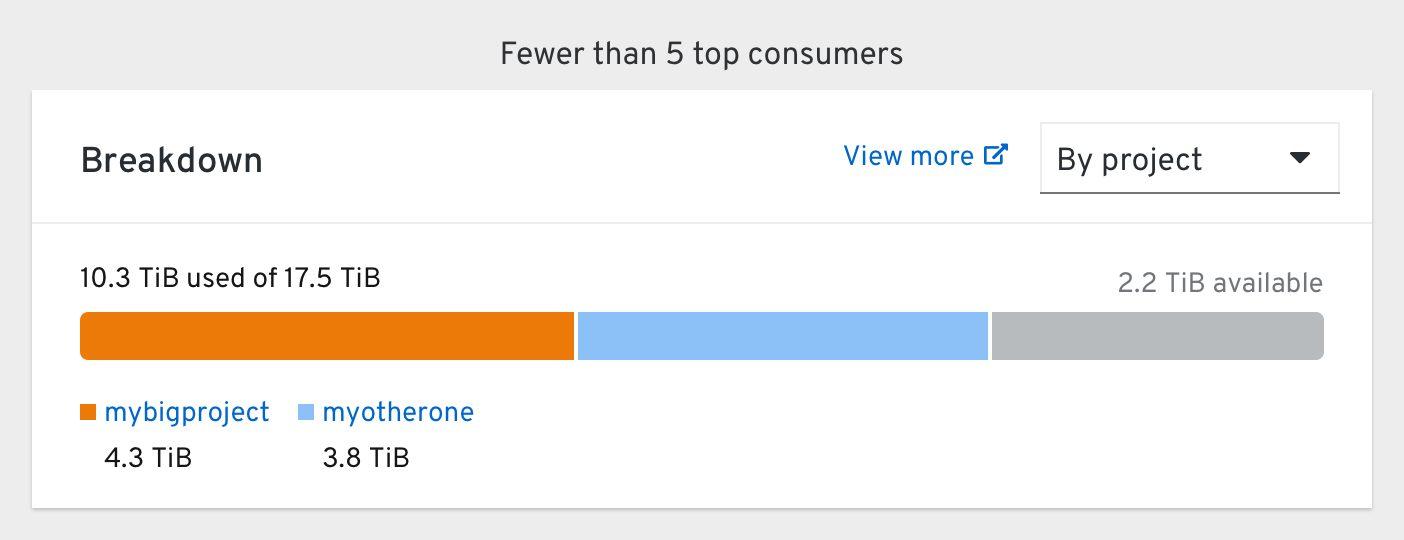 Fewer than 5 top consumers
Breakdown
View more
By project
10.3 TiB used of 17.5 TiB
2.2 TiB available
mybigproject
myotherone
4.3 TiB
3.8 TiB